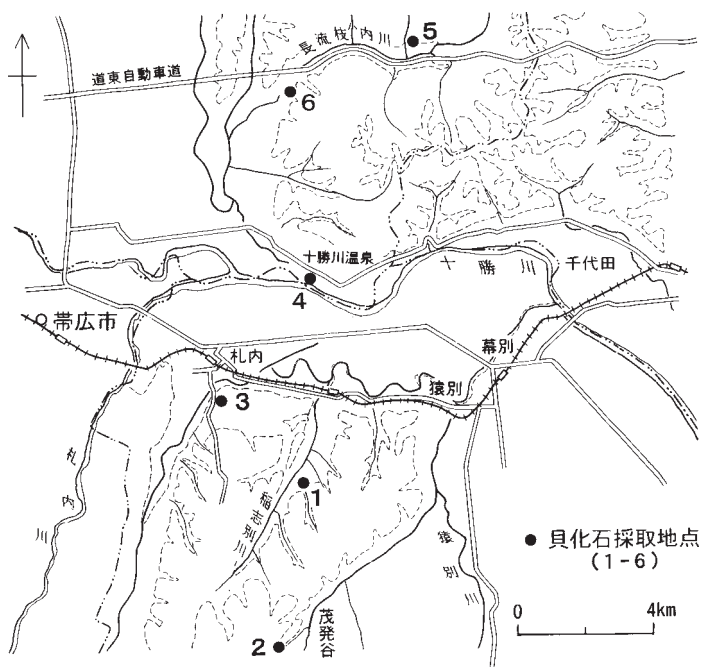 長流枝内川
5
道東自動車道
6
十勝川温泉
十勝川
千代田
4
帯広市
幕別
札内
猿別
3
札内川
稲志別川
1
猿別川
貝化石採取地点
(1-6)
0 4km
2
茂発谷